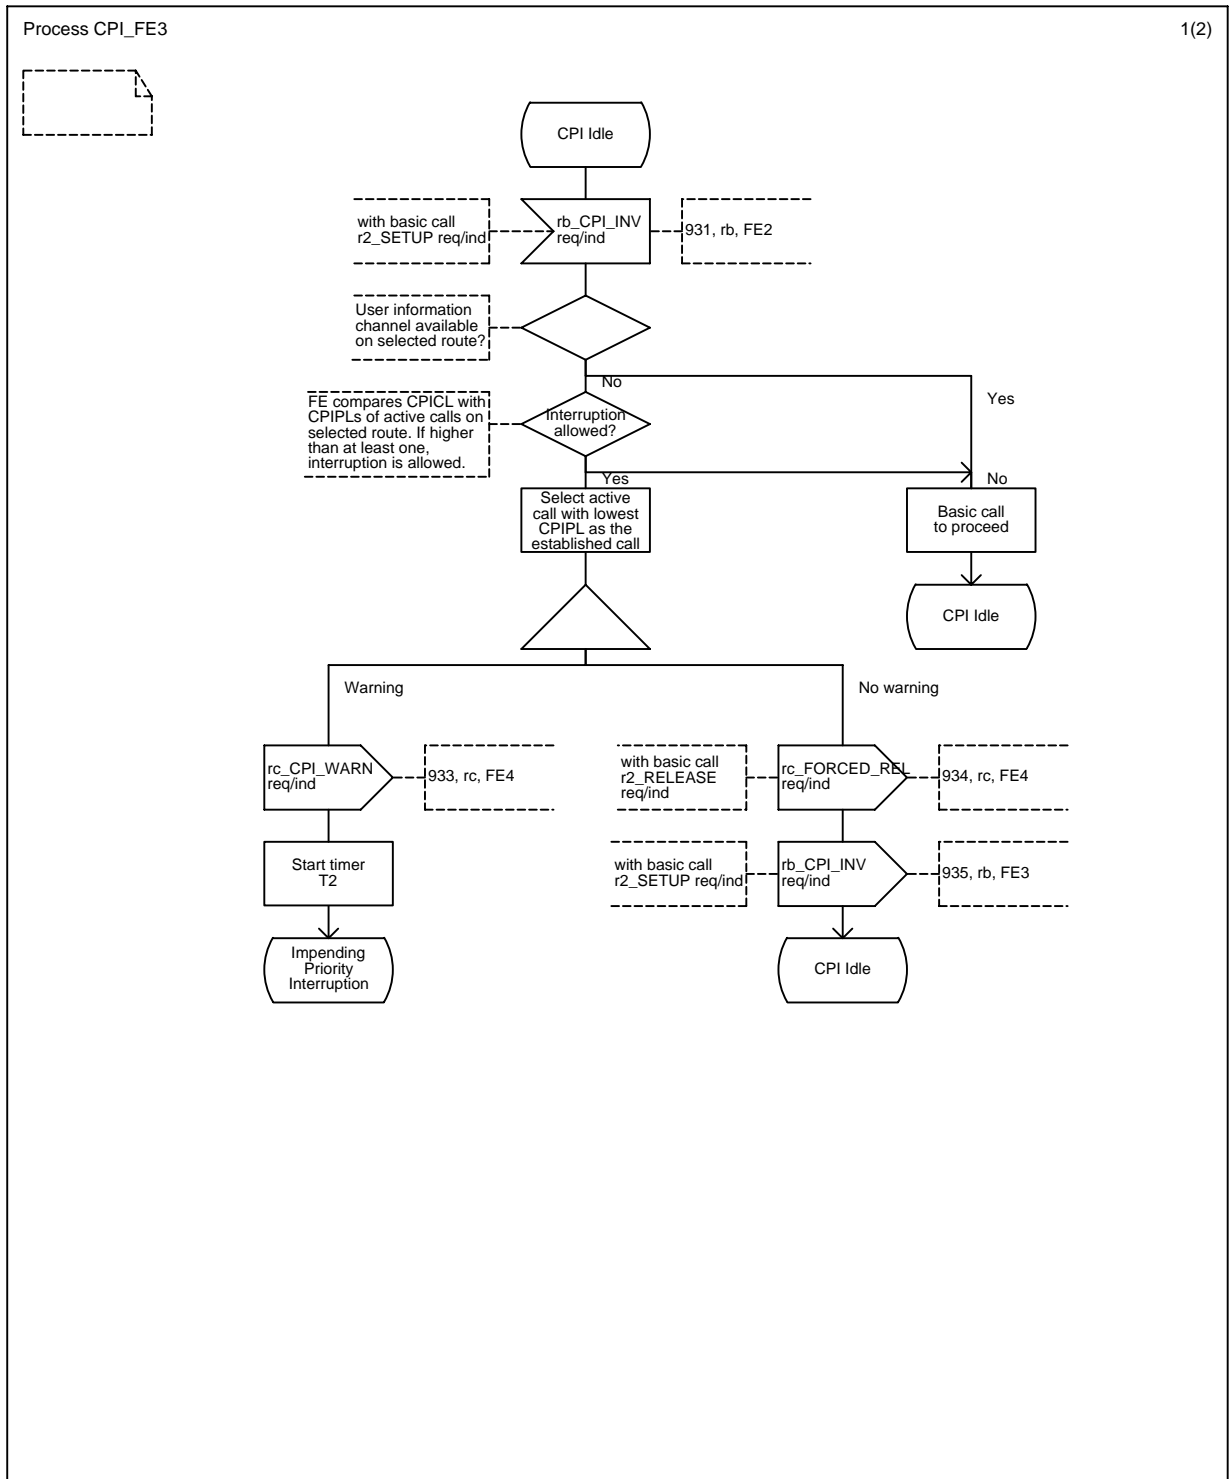 Process CPI_FE3
1(2)
CPI Idle
with basic call
r2_SETUP req/ind
rb_CPI_INV
req/ind
931, rb, FE2
User information
channel available
on selected route?
No
Yes
FE compares CPICL with
CPIPLs of active calls on
selected route. If higher
than at least one,
interruption is allowed.
Interruption
allowed?
Yes
No
Select active
call with lowest
CPIPL as the
established call
Basic call
to proceed
CPI Idle
Warning
No warning
rc_CPI_WARN
req/ind
933, rc, FE4
with basic call
r2_RELEASE
req/ind
rc_FORCED_REL
req/ind
934, rc, FE4
Start timer
T2
with basic call
r2_SETUP req/ind
rb_CPI_INV
req/ind
935, rb, FE3
Impending
Priority
Interruption
CPI Idle